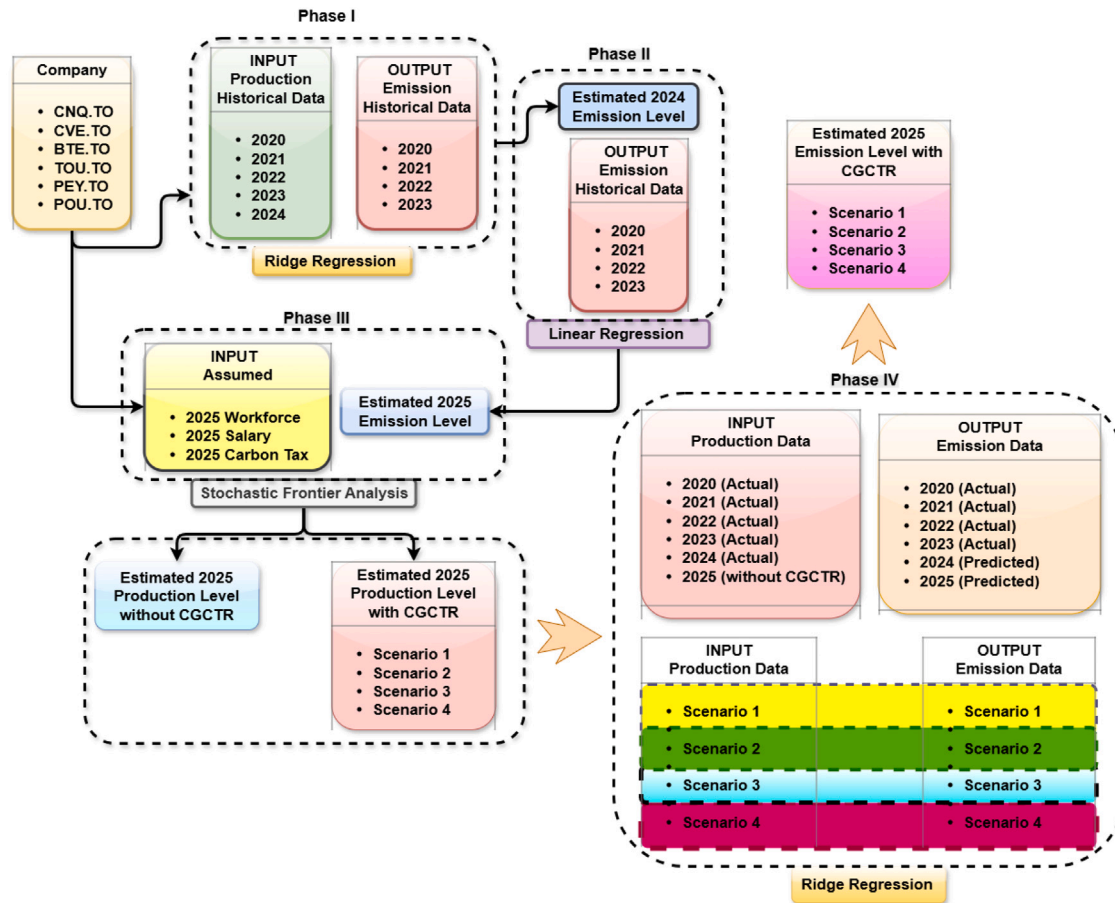 Phase I
Company
• CNQ.TO
• CVE.TO
• BTE.TO
• TOU.TO
• PEY.TO
• POU.TO
INPUT
Production
Historical Data
• 2020
• 2021
• 2022
• 2023
• 2024
OUTPUT
Emission
Historical Data
• 2020
• 2021
• 2022
• 2023
Ridge Regression
Phase II
Estimated 2024
Emission Level
OUTPUT
Emission
Historical Data
• 2020
• 2021
• 2022
• 2023
Linear Regression
Estimated 2025
Emission Level with
CGCTR
• Scenario 1
• Scenario 2
• Scenario 3
• Scenario 4
Phase III
INPUT
Assumed
• 2025 Workforce
• 2025 Salary
• 2025 Carbon Tax
Estimated 2025
Emission Level
Stochastic Frontier Analysis
Estimated 2025
Production Level
without CGCTR
Estimated 2025
Production Level
with CGCTR
• Scenario 1
• Scenario 2
• Scenario 3
• Scenario 4
Phase IV
INPUT
Production Data
• 2020 (Actual)
• 2021 (Actual)
• 2022 (Actual)
• 2023 (Actual)
• 2024 (Actual)
• 2025 (without CGCTR)
OUTPUT
Emission Data
• 2020 (Actual)
• 2021 (Actual)
• 2022 (Actual)
• 2023 (Actual)
• 2024 (Predicted)
• 2025 (Predicted)
INPUT
Production Data
• Scenario 1
• Scenario 2
• Scenario 3
• Scenario 4
OUTPUT
Emission Data
• Scenario 1
• Scenario 2
• Scenario 3
• Scenario 4
Ridge Regression